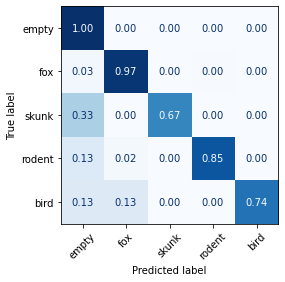 empty 1.00 0.00 0.00 0.00 0.00
fox 0.03 0.97 0.00 0.00 0.00
skunk 0.33 0.00 0.67 0.00 0.00
rodent 0.13 0.02 0.00 0.85 0.00
bird 0.13 0.13 0.00 0.00 0.74
True label
empty fox skunk rodent bird
Predicted label